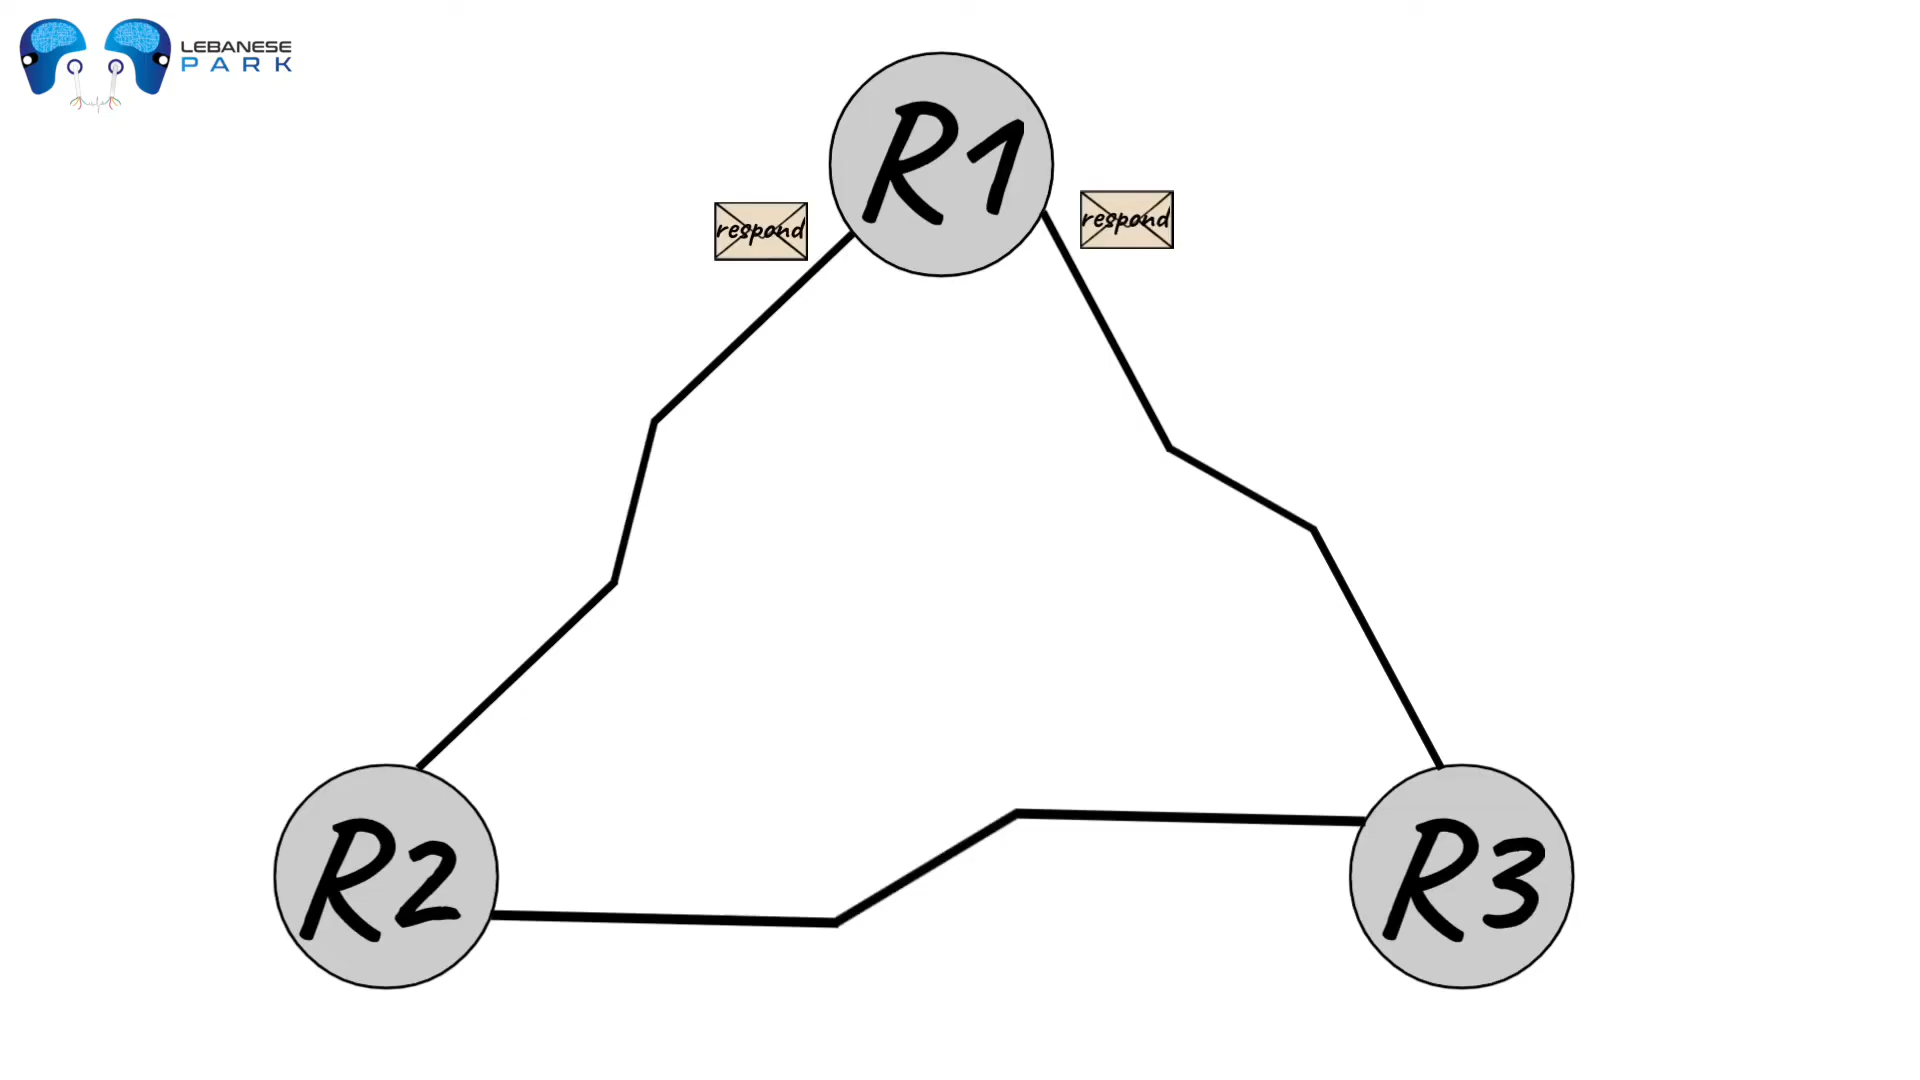 LEBANESE
PARK
R1
respond
respond
R2
R3